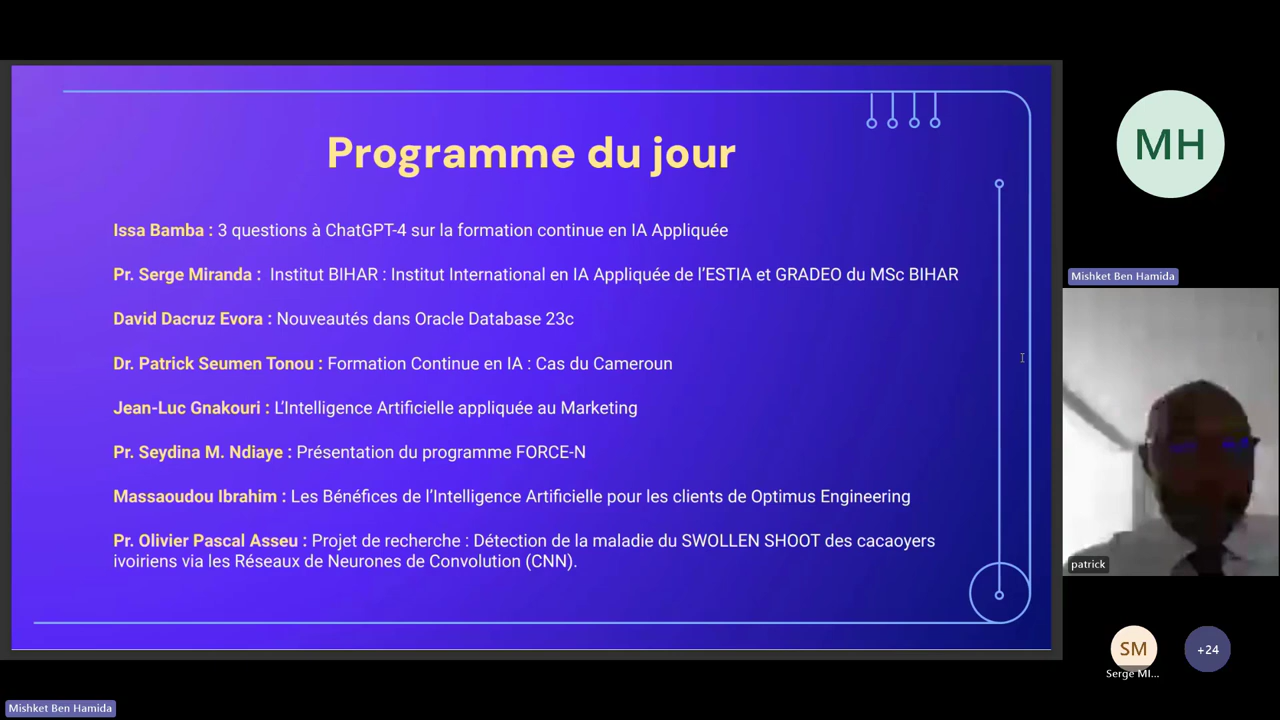 Programme du jour
Issa Bamba : 3 questions à ChatGPT-4 sur la formation continue en IA Appliquée
Pr. Serge Miranda : Institut BIHAR : Institut International en IA Appliquée de l’ESTIA et GRADEO du MSc BIHAR
David Dacruz Evora : Nouveautés dans Oracle Database 23c
Dr. Patrick Seumen Tonou : Formation Continue en IA : Cas du Cameroun
Jean-Luc Gnakouri : L’Intelligence Artificielle appliquée au Marketing
Pr. Seydina M. Ndiaye : Présentation du programme FORCE-N
Massaoudou Ibrahim : Les Bénéfices de l’Intelligence Artificielle pour les clients de Optimus Engineering
Pr. Olivier Pascal Asseu : Projet de recherche : Détection de la maladie du SWOLLEN SHOOT des cacaoyers
ivoiriens via les Réseaux de Neurones de Convolution (CNN).
MH
Mishket Ben Hamida
patrick
SM
+24
Serge MI...
Mishket Ben Hamida